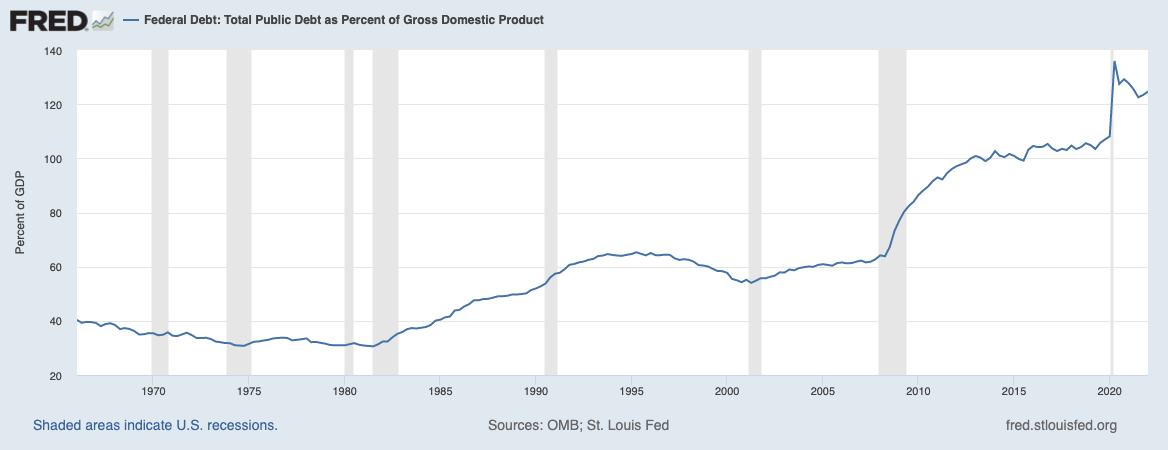 FRED
Federal Debt: Total Public Debt as Percent of Gross Domestic Product
140
120
100
80
60
40
20
Percent of GDP
1970 1975 1980 1985 1990 1995 2000 2005 2010 2015 2020
Shaded areas indicate U.S. recessions. Sources: OMB; St. Louis Fed fred.stlouisfed.org